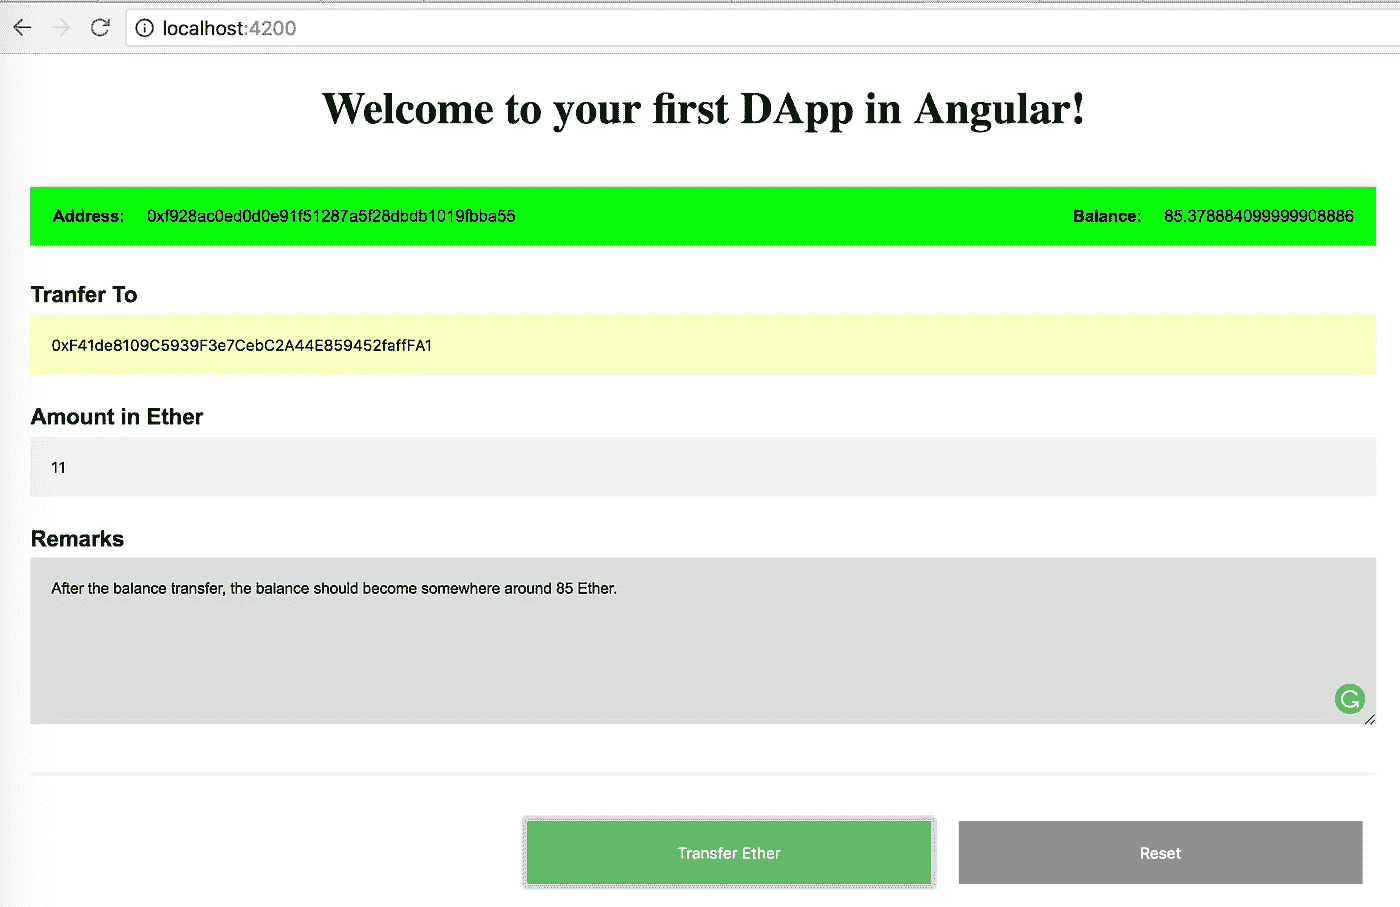 localhost:4200
Welcome to your first DApp in Angular!
Address: 0xf928ac0ed0d0e91f51287a5f28dbdb1019fbba55 Balance: 85.378884099999908886
Tranfer To
0xF41de8109C5939F3e7CebC2A44E859452faffFA1
Amount in Ether
11
Remarks
After the balance transfer, the balance should become somewhere around 85 Ether.
Transfer Ether Reset